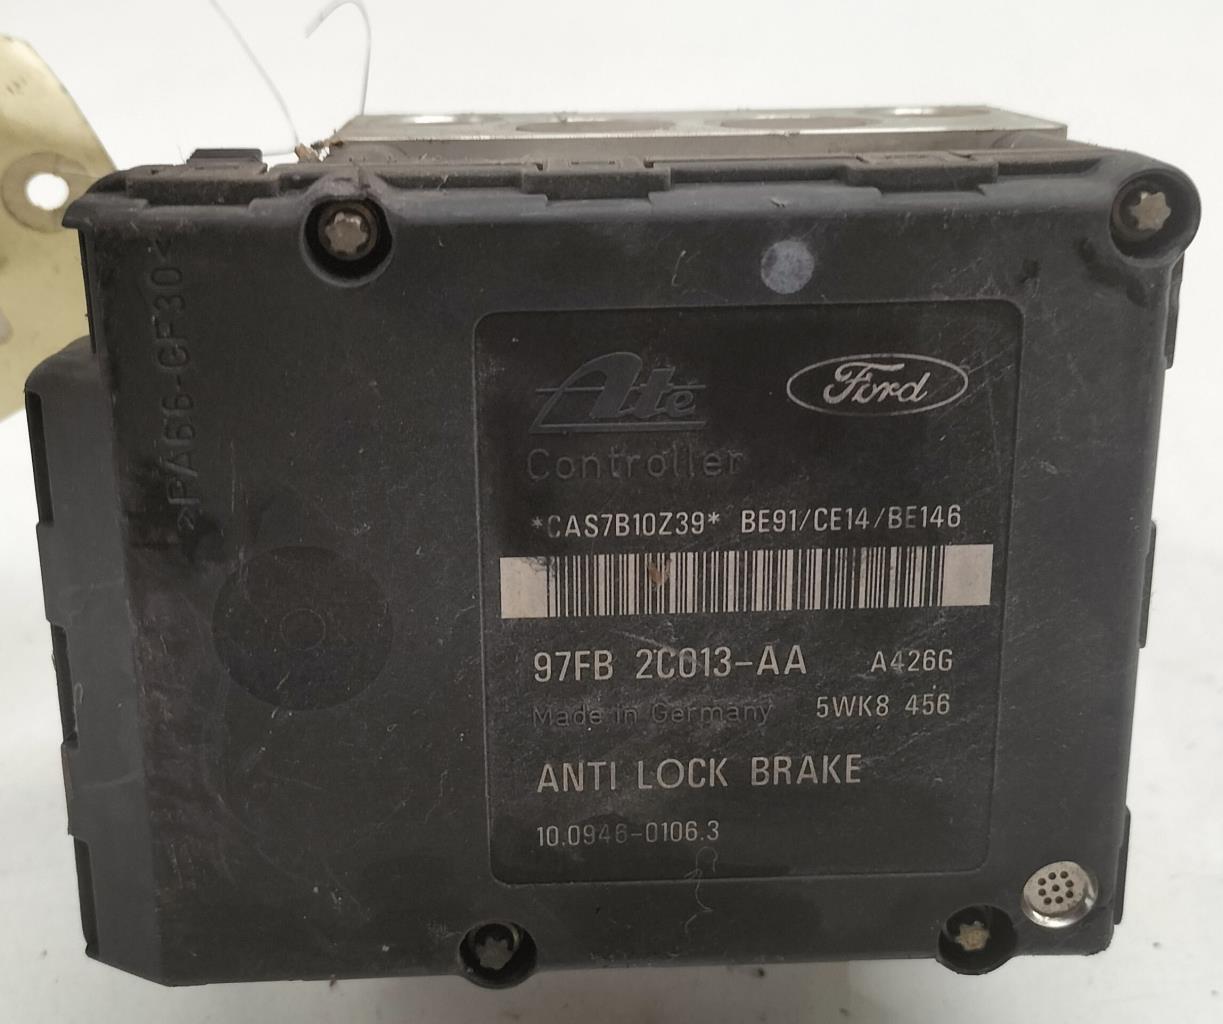 >PA66-GF30<
Ate
Ford
Controller
*CAS7B10Z39* BE91/CE14/BE146
97FB 2C013-AA A426G
Made in Germany 5WK8 456
ANTI LOCK BRAKE
10.0946-0106.3